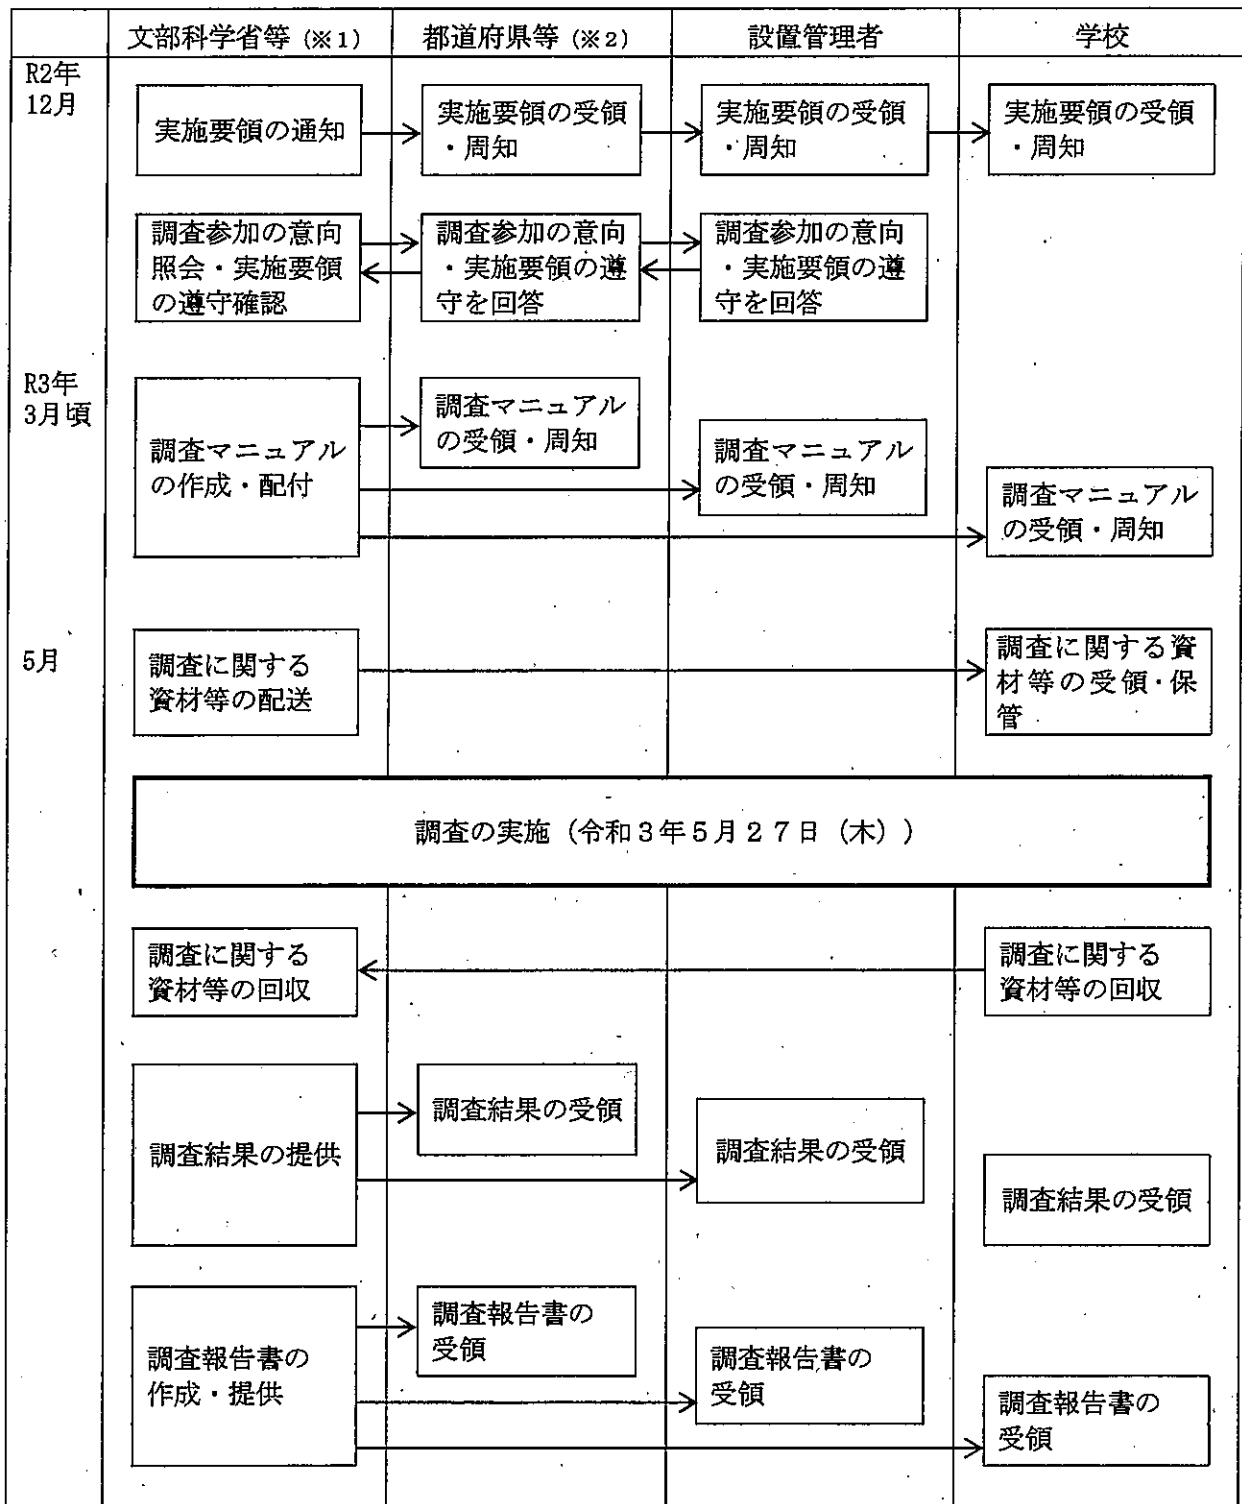 文部科学省等（※１）
都道府県等（※２）
設置管理者
学校
R2年
12月
実施要領の通知
実施要領の受領
・周知
実施要領の受領
・周知
実施要領の受領
・周知
調査参加の意向
照会・実施要領
の遵守確認
調査参加の意向
・実施要領の遵
守を回答
調査参加の意向
・実施要領の遵
守を回答
R3年
3月頃
調査マニュアル
の作成・配付
調査マニュアル
の受領・周知
調査マニュアル
の受領・周知
調査マニュアル
の受領・周知
5月
調査に関する
資材等の配送
調査に関する資
材等の受領・保
管
調査の実施（令和３年５月２７日（木））
調査に関する
資材等の回収
調査に関する
資材等の回収
調査結果の提供
調査結果の受領
調査結果の受領
調査結果の受領
調査報告書の
作成・提供
調査報告書の
受領
調査報告書の
受領
調査報告書の
受領